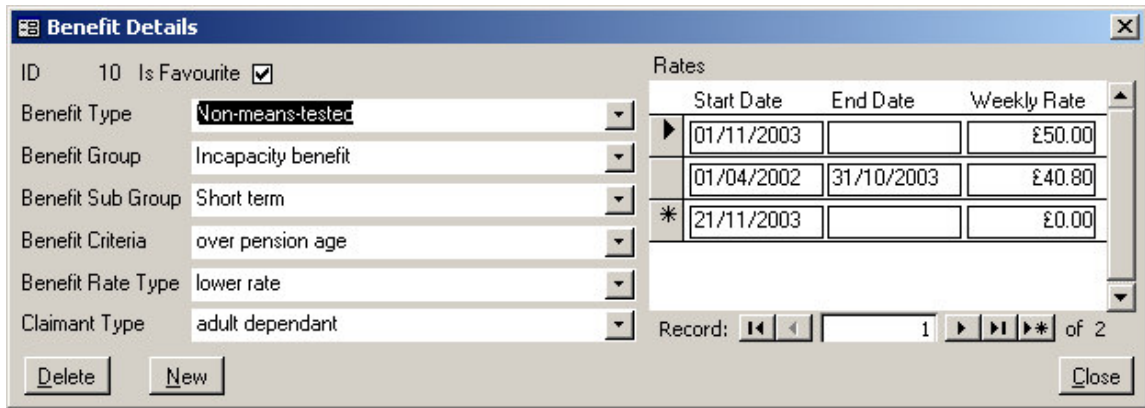 Benefit Details
ID 10 Is Favourite
Benefit Type Non-means-tested
Benefit Group Incapacity benefit
Benefit Sub Group Short term
Benefit Criteria over pension age
Benefit Rate Type lower rate
Claimant Type adult dependant
Delete New
Rates
Start Date End Date Weekly Rate
01/11/2003 £50.00
01/04/2002 31/10/2003 £40.80
21/11/2003 £0.00
Record: 1 of 2
Close